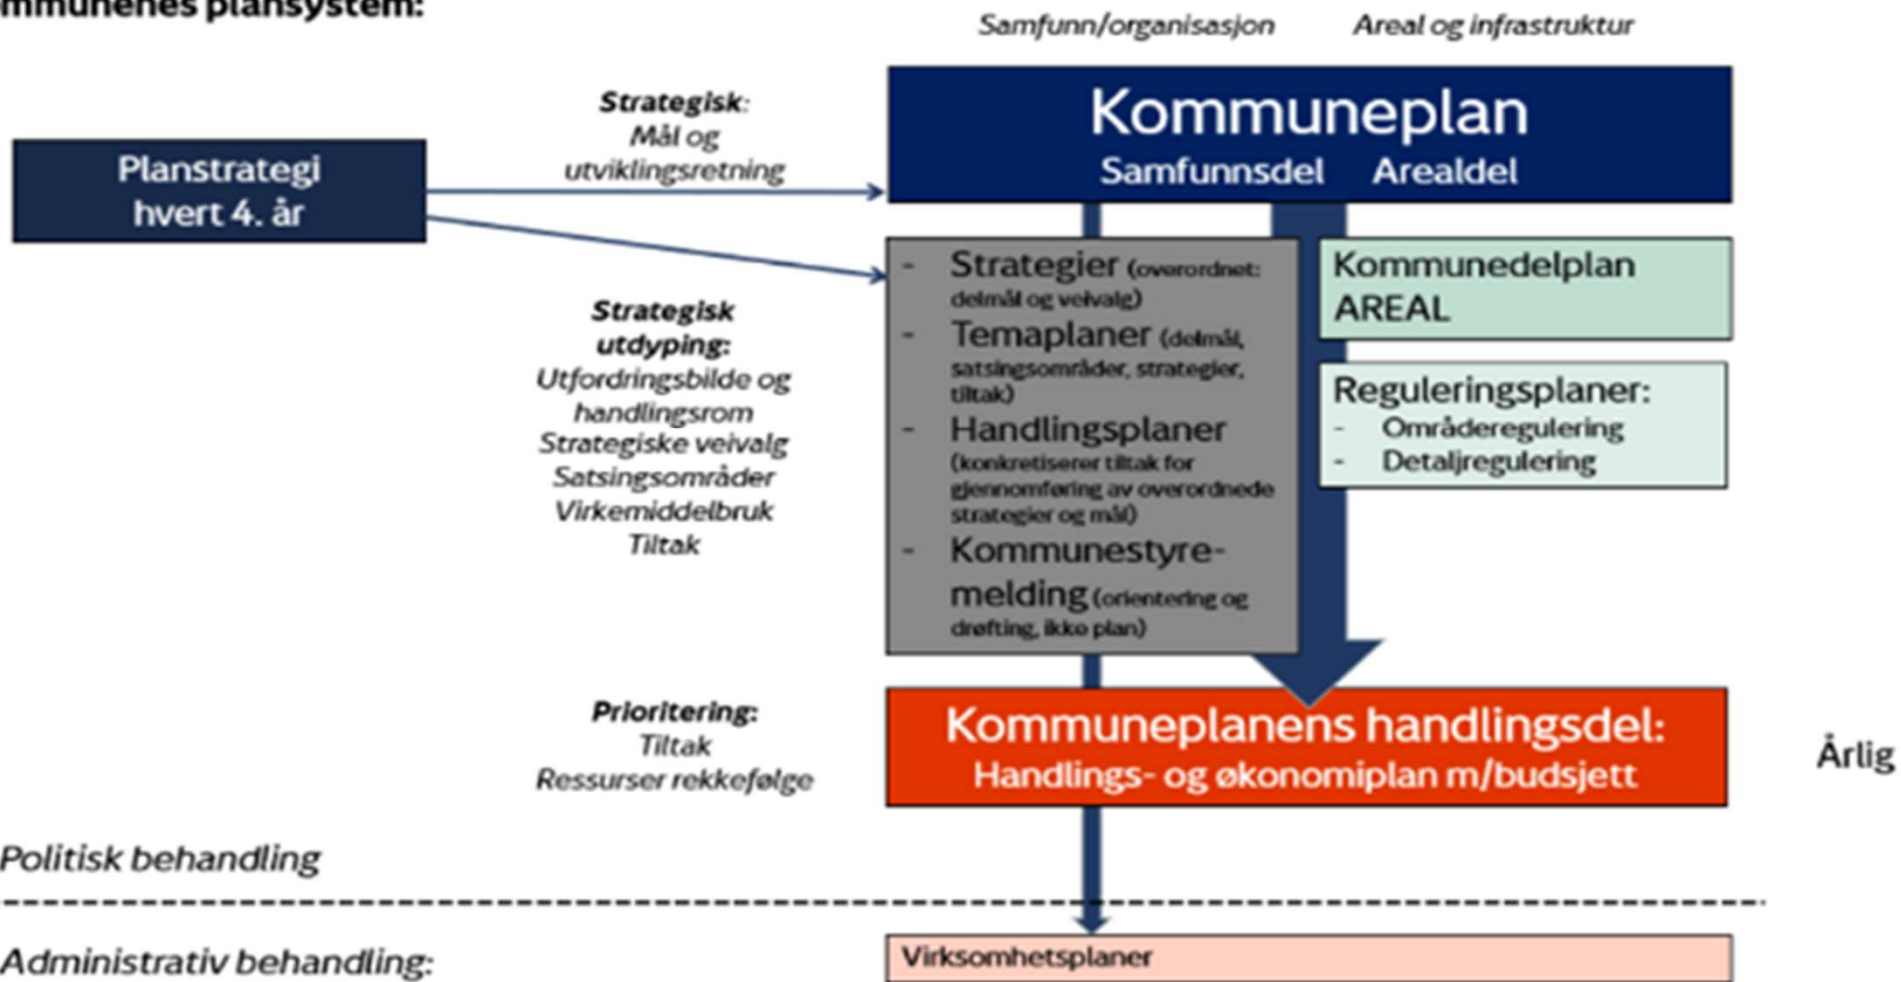 mmunenes plansystem:
Samfunn/organisasjon
Areal og infrastruktur
Kommuneplan
Samfunnsdel Arealdel
Strategisk:
Mål og
utviklingsretning
Planstrategi
hvert 4. år
- Strategier (overordnet:
delmål og veivalg)
- Temaplaner (delmål,
satsingsområder, strategier,
tiltak)
- Handlingsplaner
(konkretiserer tiltak for
gjennomføring av overordnede
strategier og mål)
- Kommunestyre-
melding (orientering og
drøfting, ikke plan)
Kommunedelplan
AREAL
Reguleringsplaner:
- Områderegulering
- Detaljregulering
Strategisk
utdyping:
Utfordringsbilde og
handlingsrom
Strategiske veivalg
Satsingsområder
Virkemiddelbruk
Tiltak
Prioritering:
Tiltak
Ressurser rekkefølge
Kommuneplanens handlingsdel:
Handlings- og økonomiplan m/budsjett
Årlig
Politisk behandling
Administrativ behandling:
Virksomhetsplaner